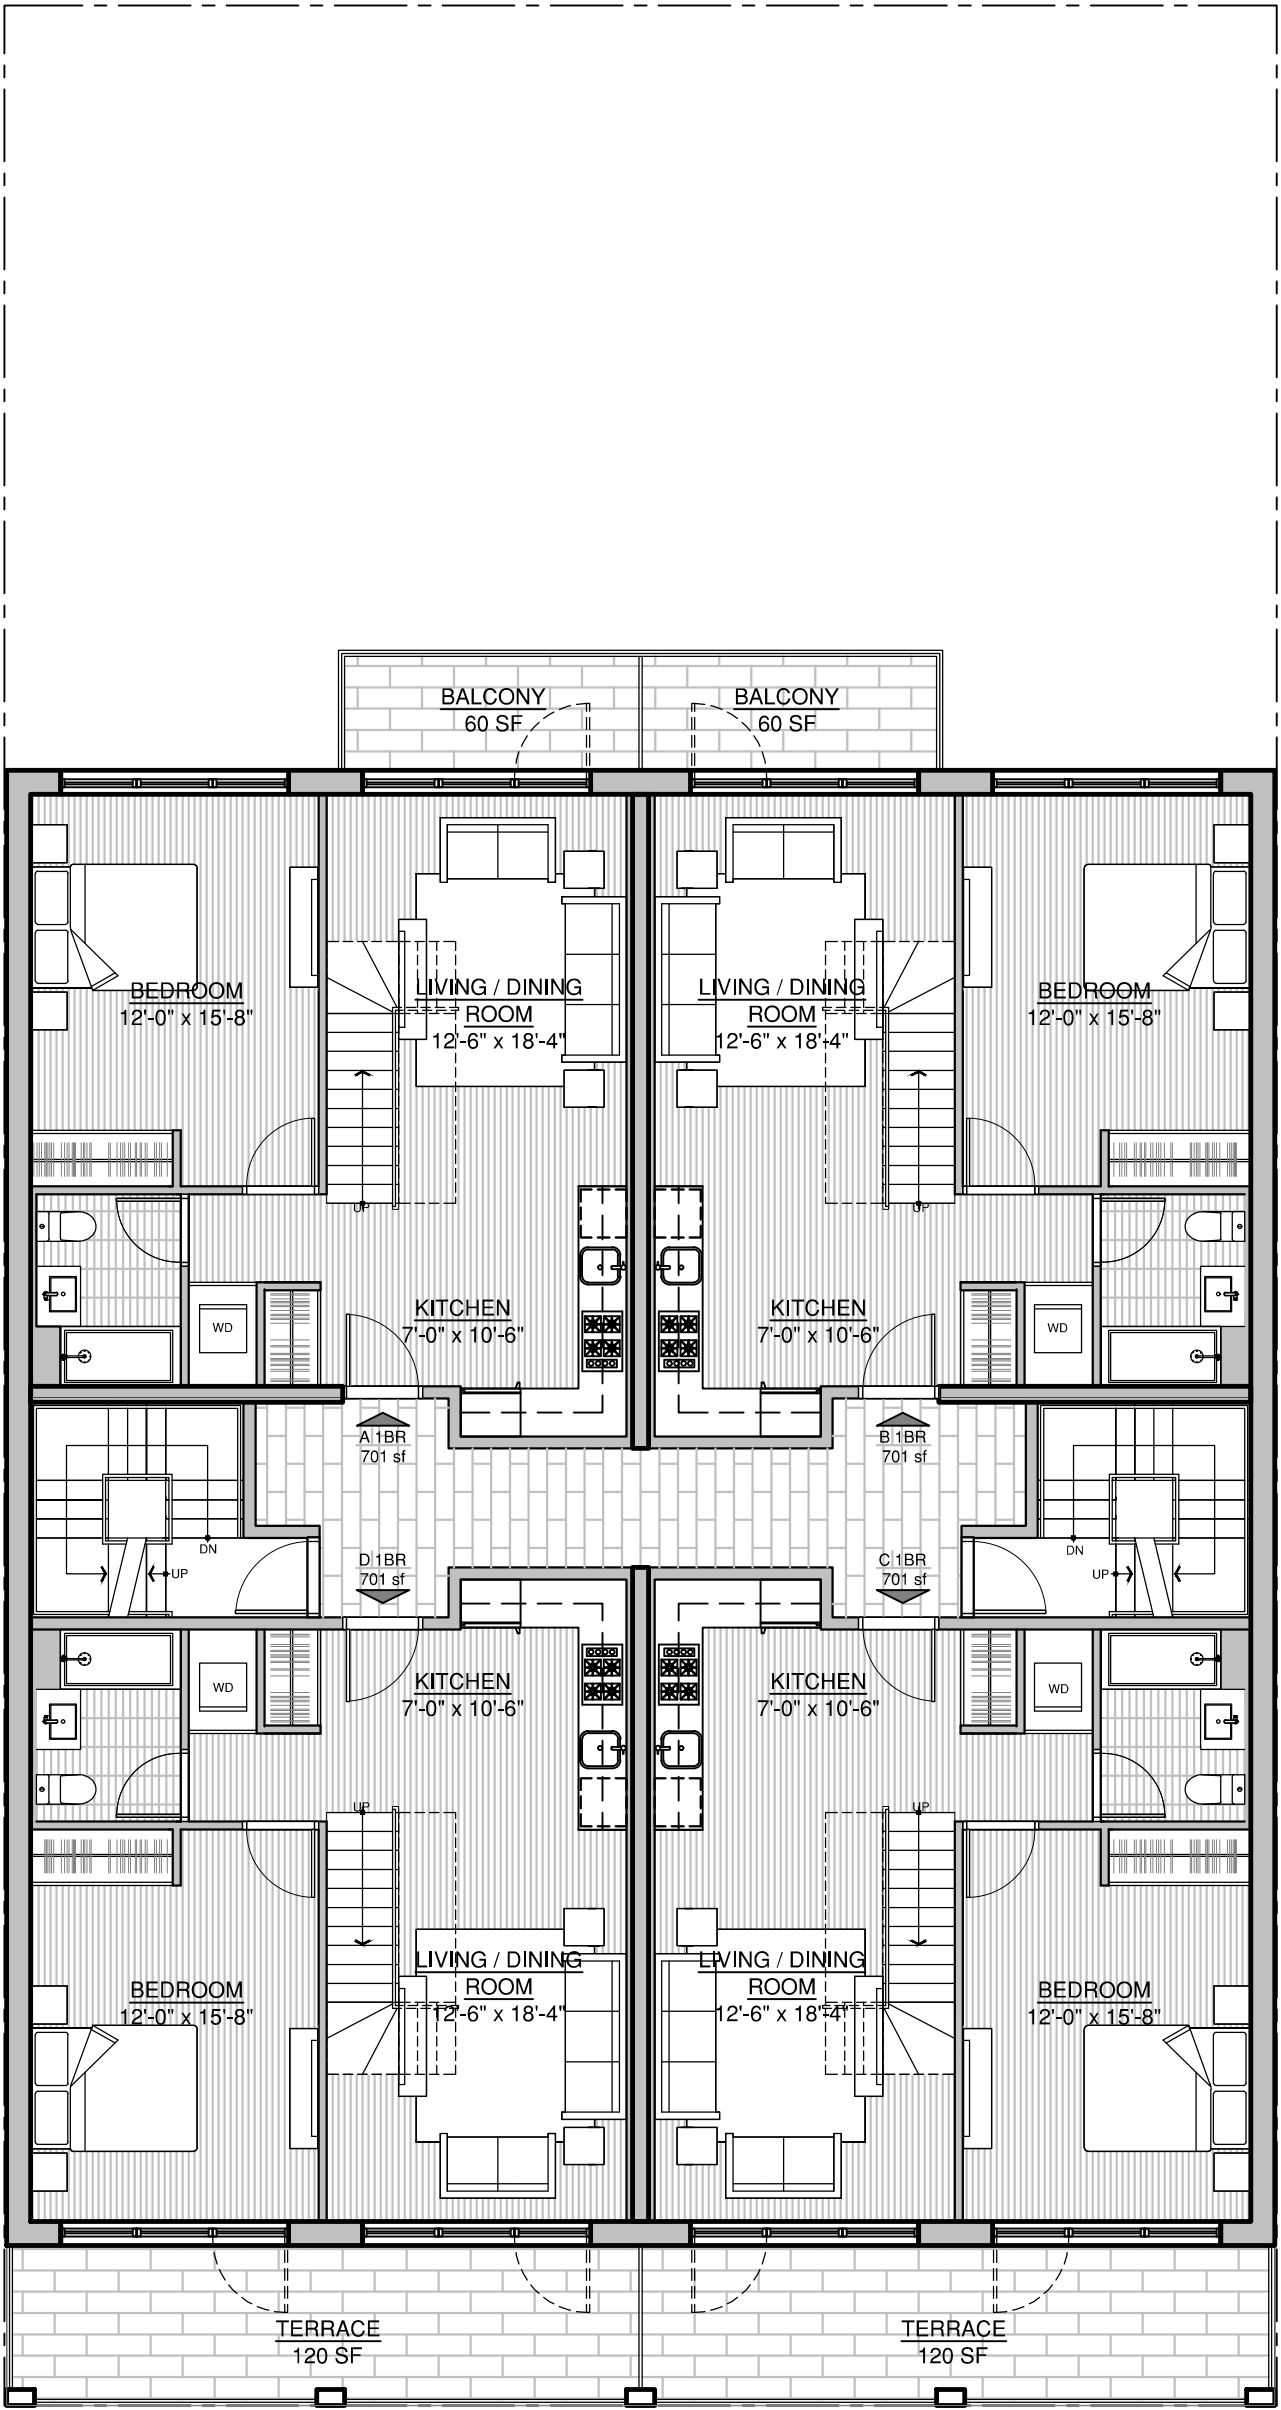 BALCONY
60 SF
BALCONY
60 SF
BEDROOM
12'-0" x 15'-8"
LIVING / DINING
ROOM
12'-6" x 18'-4"
LIVING / DINING
ROOM
12'-6" x 18'-4"
BEDROOM
12'-0" x 15'-8"
UP
UP
WD
KITCHEN
7'-0" x 10'-6"
KITCHEN
7'-0" x 10'-6"
WD
A 1BR
701 sf
B 1BR
701 sf
DN
UP
D 1BR
701 sf
C 1BR
701 sf
DN
UP
WD
KITCHEN
7'-0" x 10'-6"
KITCHEN
7'-0" x 10'-6"
WD
UP
UP
BEDROOM
12'-0" x 15'-8"
LIVING / DINING
ROOM
12'-6" x 18'-4"
LIVING / DINING
ROOM
12'-6" x 18'-4"
BEDROOM
12'-0" x 15'-8"
TERRACE
120 SF
TERRACE
120 SF